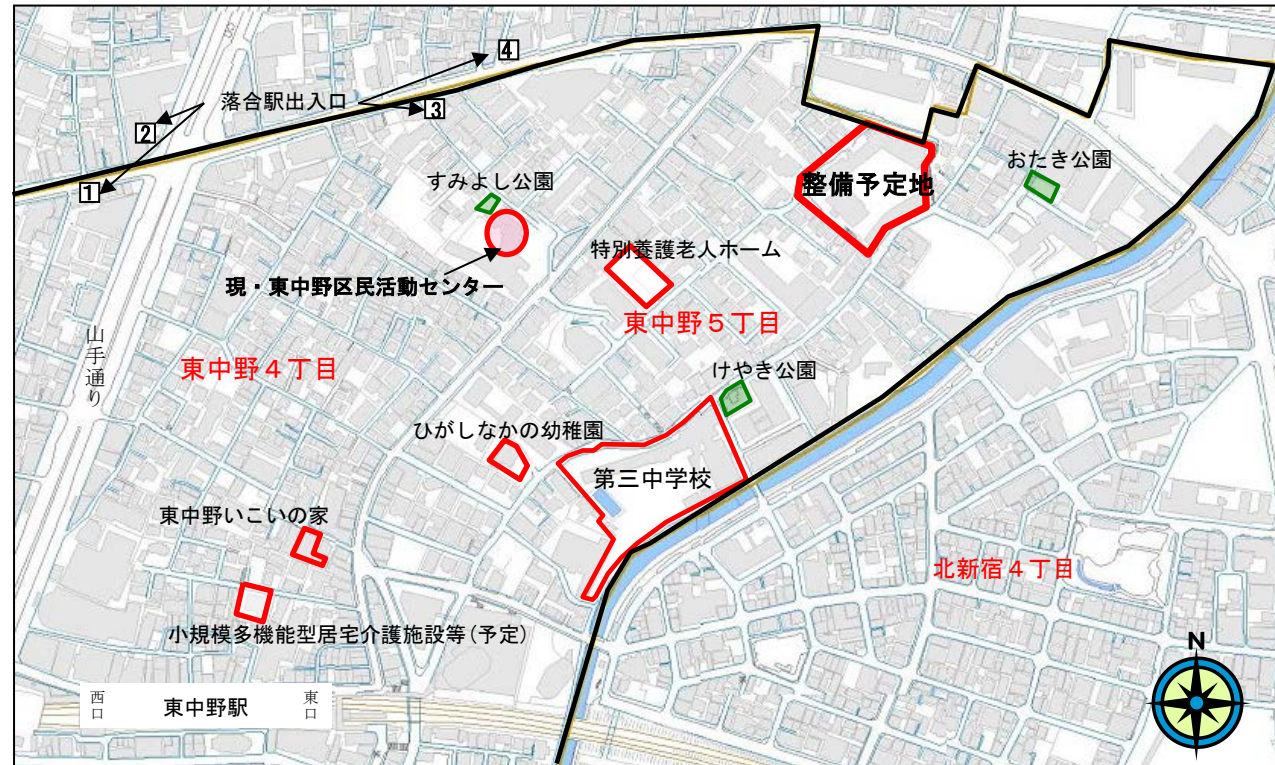 4
落合駅出入口
3
2
1
すみよし公園
おたき公園
整備予定地
特別養護老人ホーム
現・東中野区民活動センター
東中野5丁目
山手通り
東中野4丁目
けやき公園
ひがしなかの幼稚園
第三中学校
東中野いこいの家
北新宿4丁目
小規模多機能型居宅介護施設等(予定)
N
西口
東中野駅
東口